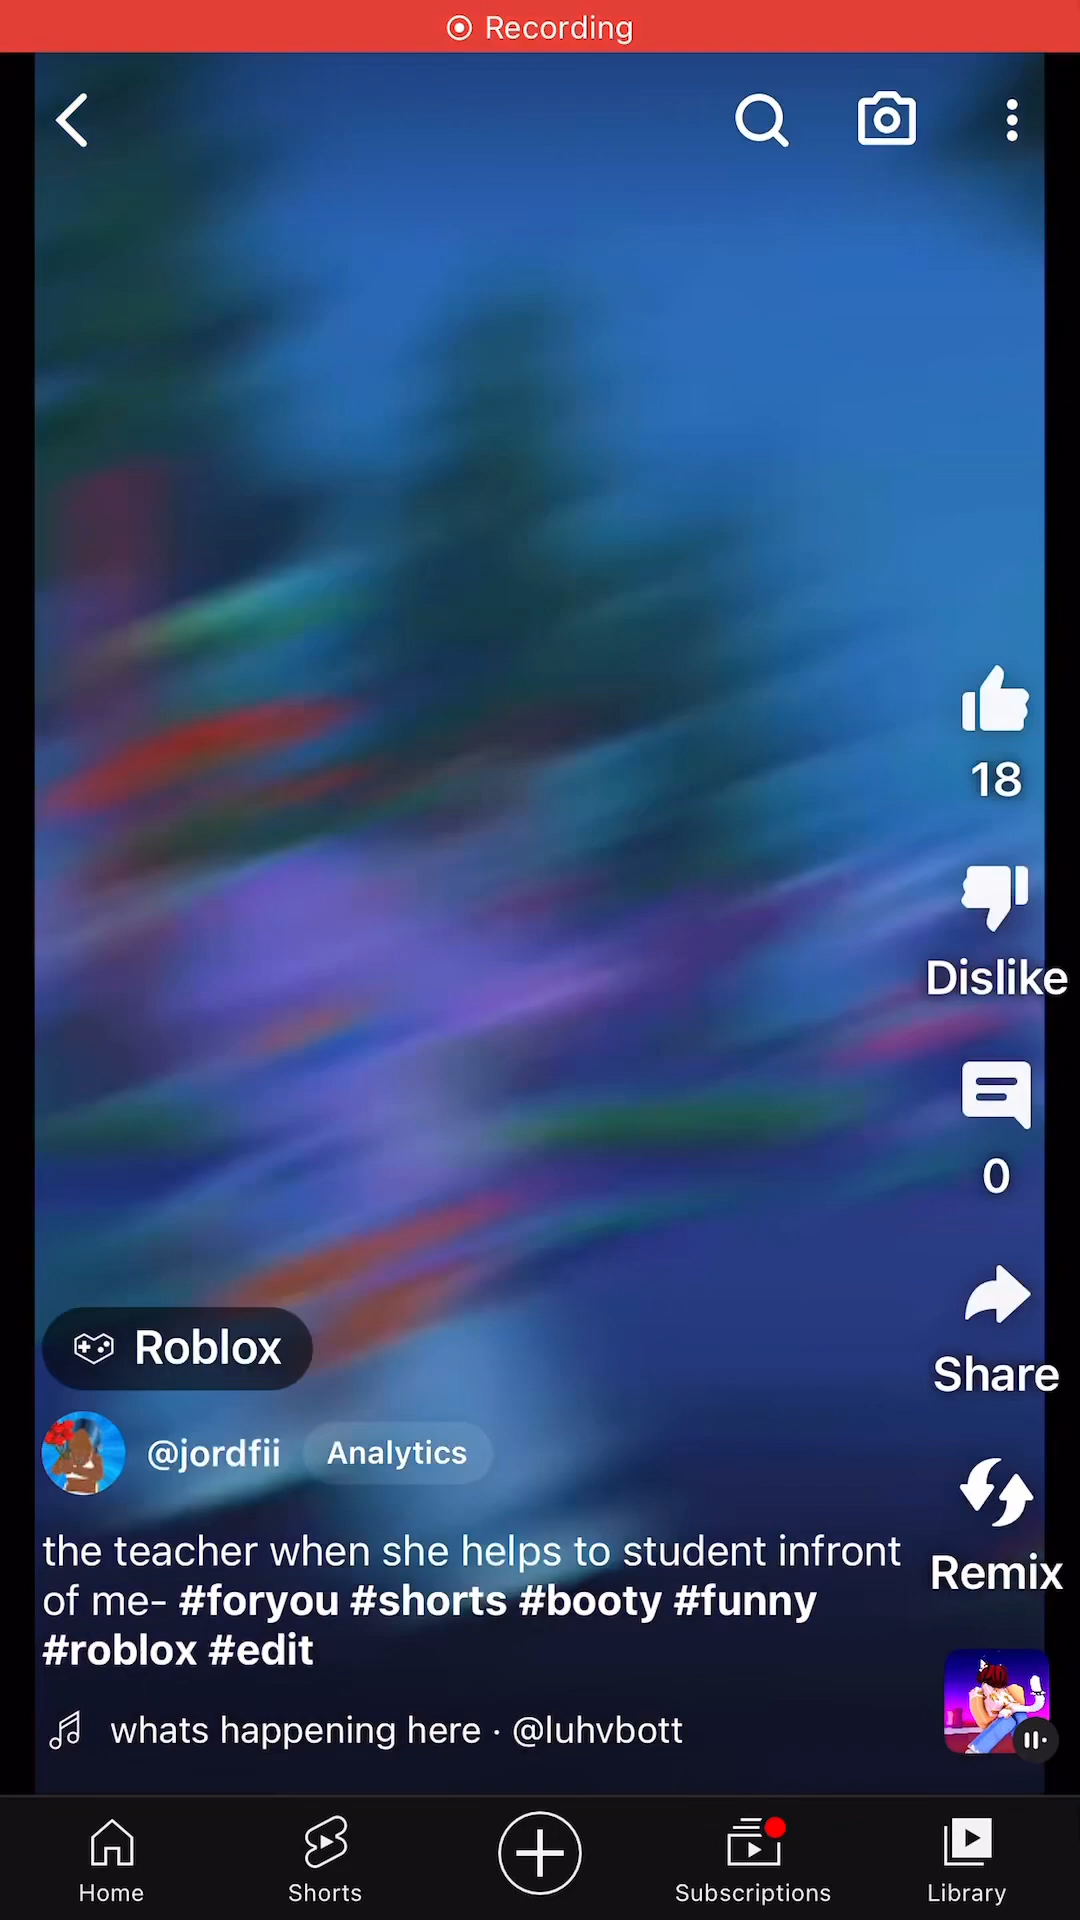 Recording
18
Dislike
0
Share
Remix
Roblox
@jordfii Analytics
the teacher when she helps to student infront
of me- #foryou #shorts #booty #funny
#roblox #edit
whats happening here · @luhvbott
Home Shorts Subscriptions Library